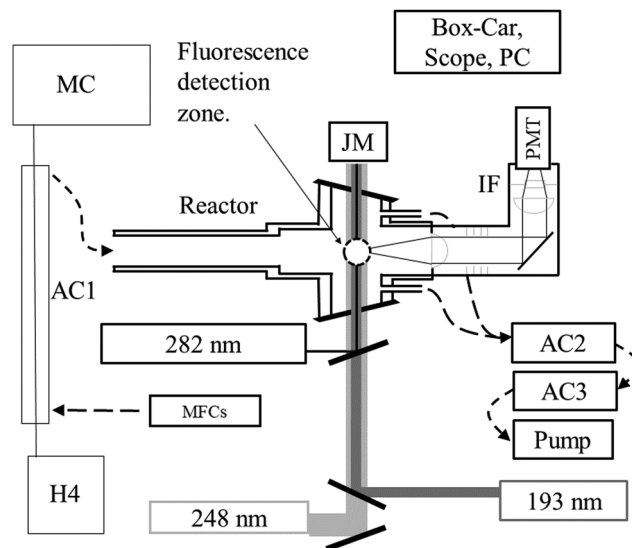 Box-Car,
Scope, PC
Fluorescence
detection
zone.
MC
JM
PMT
IF
Reactor
AC1
282 nm
AC2
MFCs
AC3
Pump
H4
248 nm
193 nm